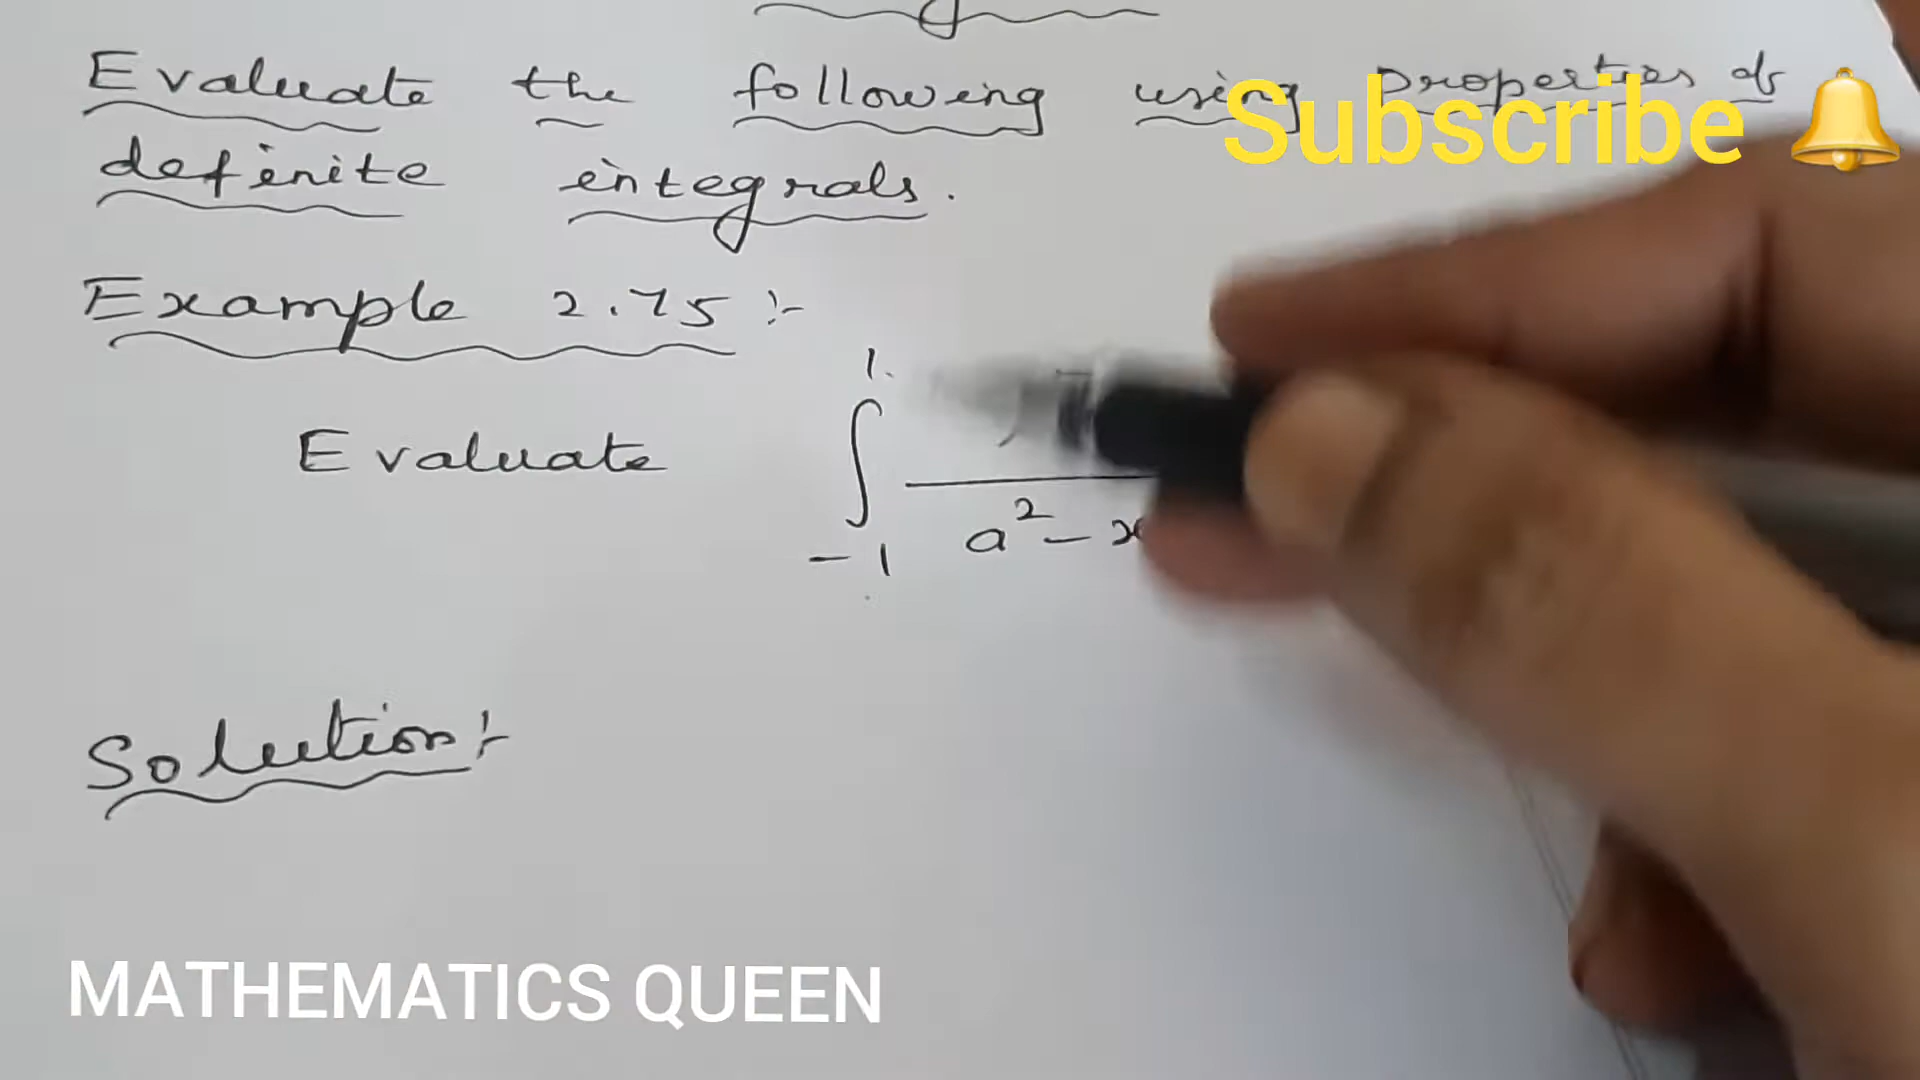 Evaluate the following using properties of
Subscribe 🔔
definite integrals.
Example 2.75 :-
1
Evaluate ∫
a² - x
-1
Solution :-
MATHEMATICS QUEEN